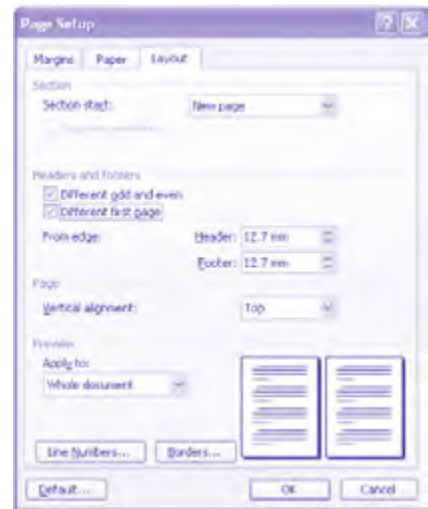 Page Setup
Margins Paper Layout
Section
Section start: New page
Headers and footers
Different odd and even
Different first page
From edge: Header: 12.7 mm
Footer: 12.7 mm
Page
Vertical alignment: Top
Preview
Apply to:
Whole document
Line Numbers... Borders...
Default... OK Cancel